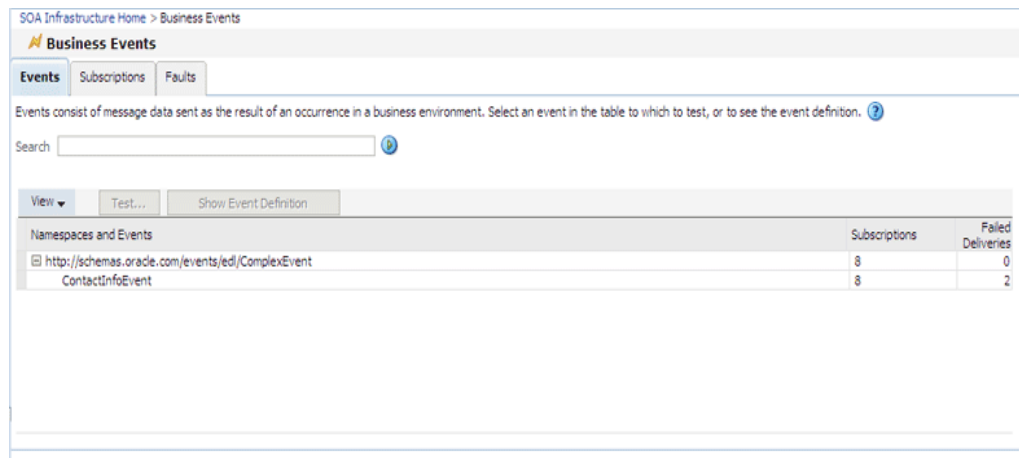 SOA Infrastructure Home > Business Events
Business Events
Events Subscriptions Faults
Events consist of message data sent as the result of an occurrence in a business environment. Select an event in the table to which to test, or to see the event definition. ?
Search
View Test... Show Event Definition
Namespaces and Events Subscriptions Failed Deliveries
http://schemas.oracle.com/events/edl/ComplexEvent 8 0
ContactInfoEvent 8 2